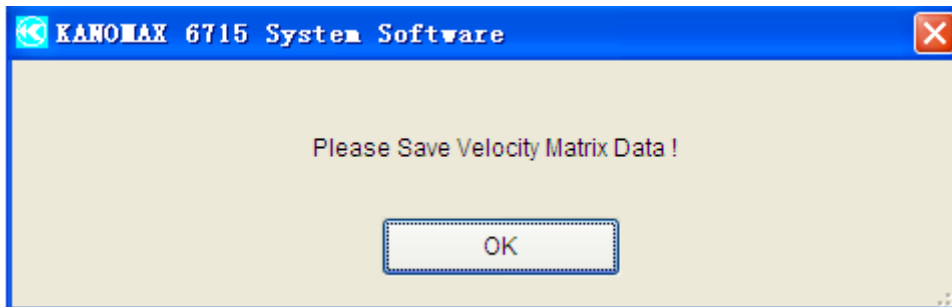 KANOMAX 6715 System Software
Please Save Velocity Matrix Data !
OK